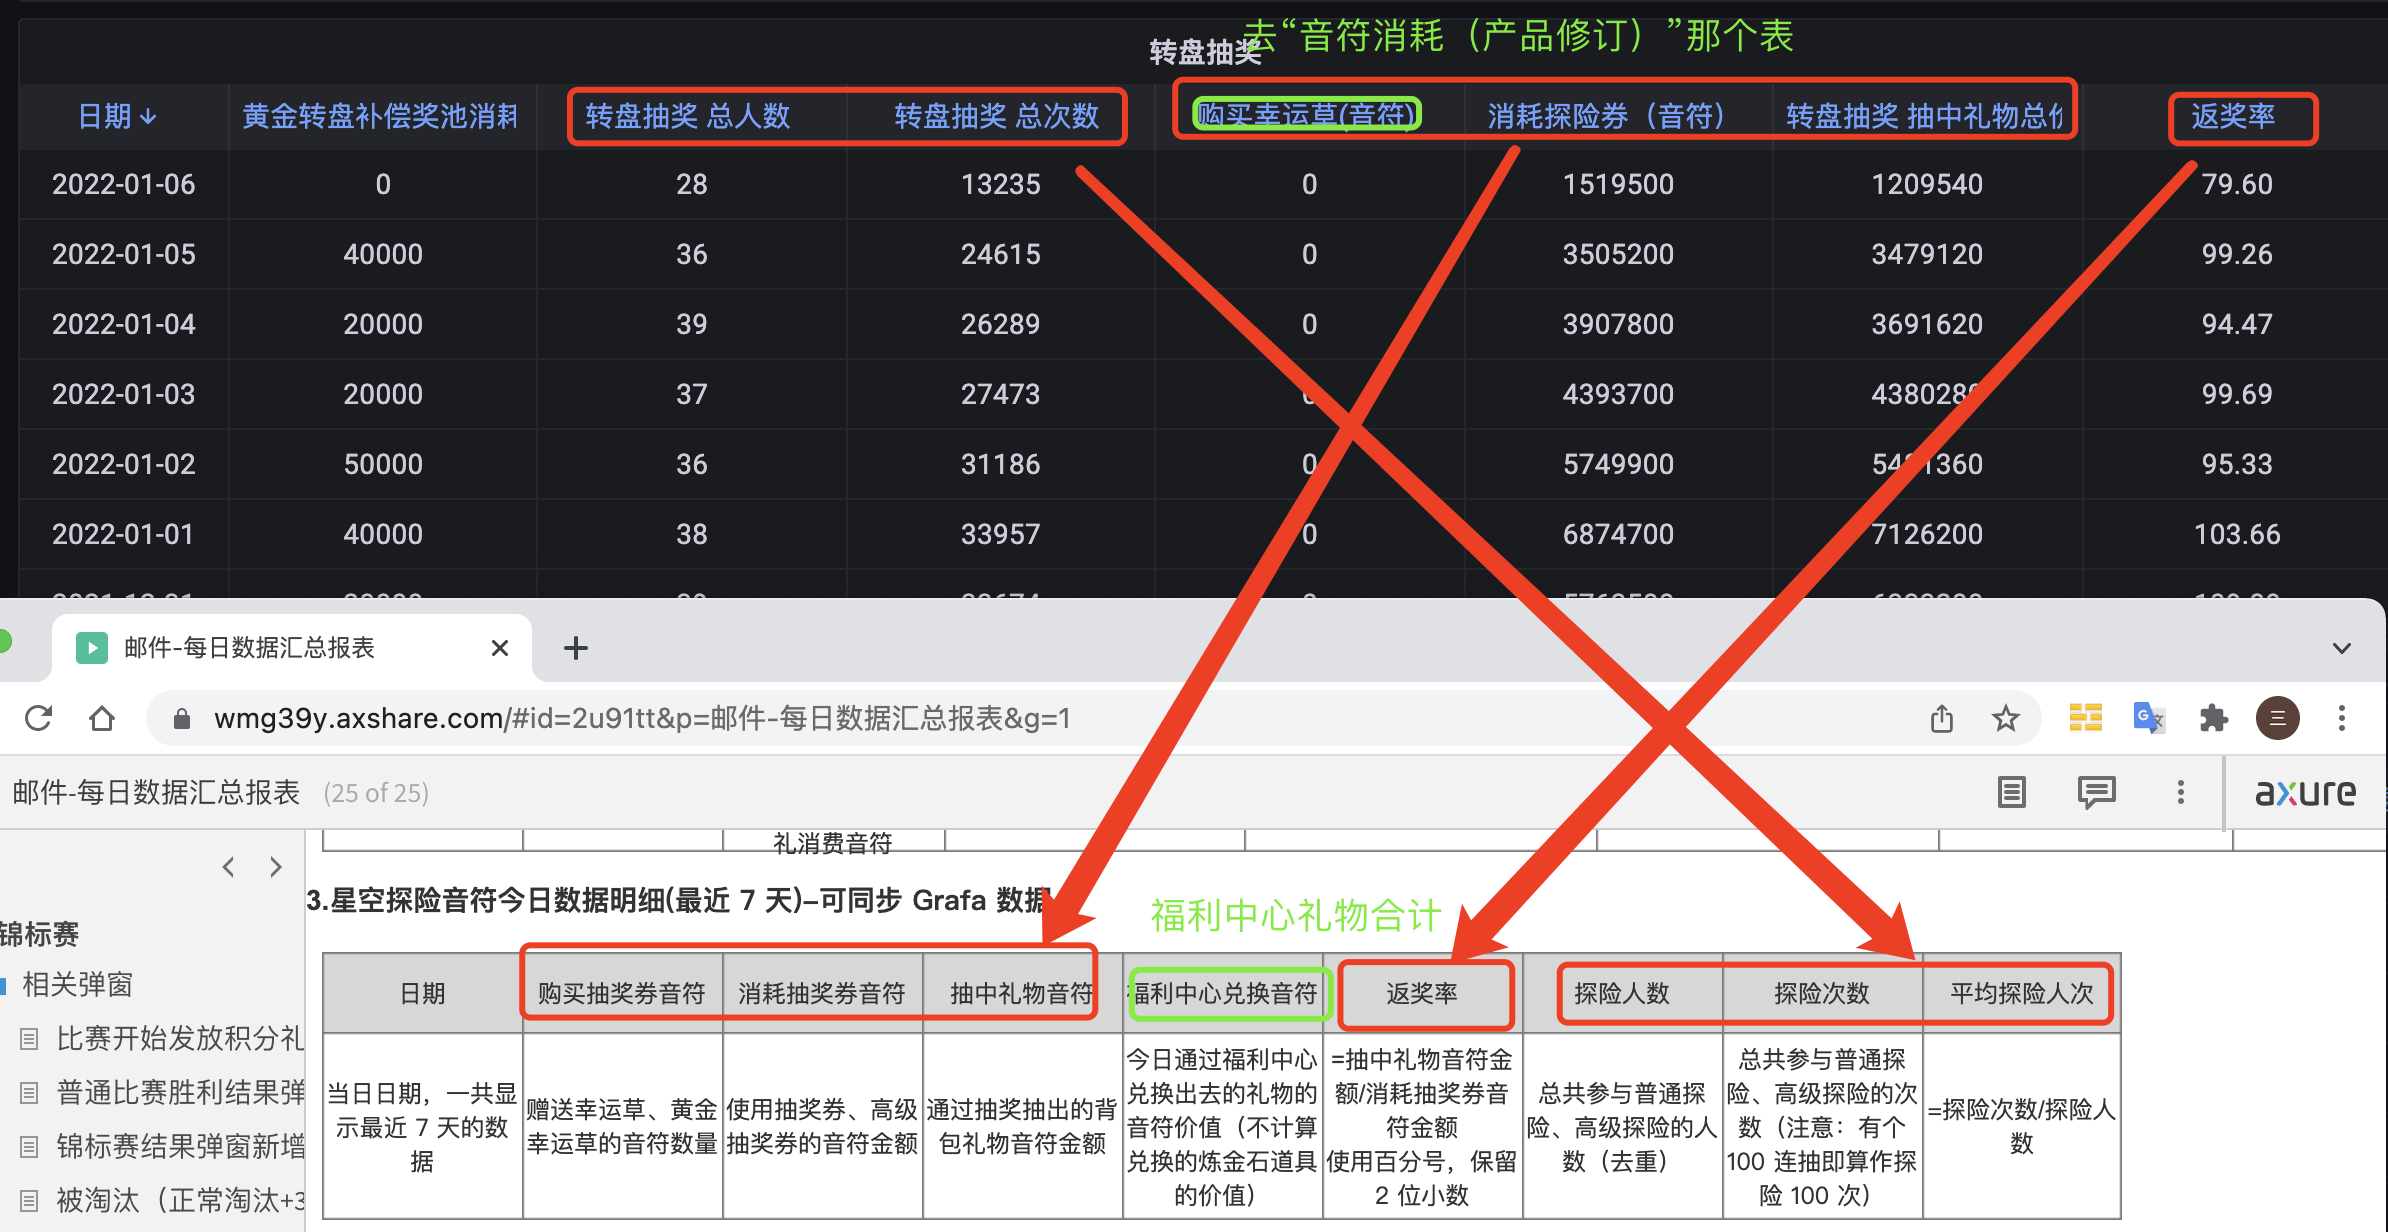 去“音符消耗（产品修订）”那个表
转盘抽奖
日期 黄金转盘补偿奖池消耗 转盘抽奖 总人数 转盘抽奖 总次数 购买幸运草(音符) 消耗探险券（音符） 转盘抽奖 抽中礼物总价 返奖率
2022-01-06 0 28 13235 0 1519500 1209540 79.60
2022-01-05 40000 36 24615 0 3505200 3479120 99.26
2022-01-04 20000 39 26289 0 3907800 3691620 94.47
2022-01-03 20000 37 27473 0 4393700 438028 99.69
2022-01-02 50000 36 31186 0 5749900 1360 95.33
2022-01-01 40000 38 33957 0 6874700 7126200 103.66
邮件-每日数据汇总报表
wmg39y.axshare.com/#id=2u91tt&p=邮件-每日数据汇总报表&g=1
三
邮件-每日数据汇总报表 (25 of 25)
axure
礼消费音符
3.星空探险音符今日数据明细(最近 7 天)–可同步 Grafa 数据
福利中心礼物合计
锦标赛
相关弹窗
比赛开始发放积分礼
普通比赛胜利结果弹
锦标赛结果弹窗新增
被淘汰（正常淘汰+3
日期 购买抽奖券音符 消耗抽奖券音符 抽中礼物音符 福利中心兑换音符 返奖率 探险人数 探险次数 平均探险人次
当日日期，一共显
示最近 7 天的数
据
赠送幸运草、黄金
幸运草的音符数量
使用抽奖券、高级
抽奖券的音符金额
通过抽奖抽出的背
包礼物音符金额
今日通过福利中心
兑换出去的礼物的
音符价值（不计算
兑换的炼金石道具
的价值）
=抽中礼物音符金
额/消耗抽奖券音
符金额
使用百分号，保留
2 位小数
总共参与普通探
险、高级探险的人
数（去重）
总共参与普通探
险、高级探险的次
数（注意：有个
100 连抽即算作探
险 100 次）
=探险次数/探险人
数